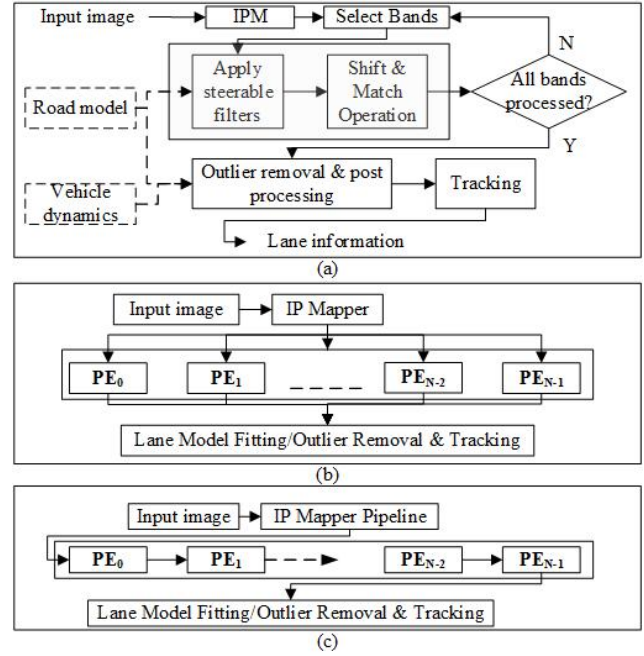 Input image
IPM
Select Bands
N
Apply
steerable
filters
Shift &
Match
Operation
All bands
processed?
Road model
Y
Outlier removal & post
processing
Tracking
Vehicle
dynamics
Lane information
(a)
Input image
IP Mapper
PE0
PE1
PEN-2
PEN-1
Lane Model Fitting/Outlier Removal & Tracking
(b)
Input image
IP Mapper Pipeline
PE0
PE1
PEN-2
PEN-1
Lane Model Fitting/Outlier Removal & Tracking
(c)